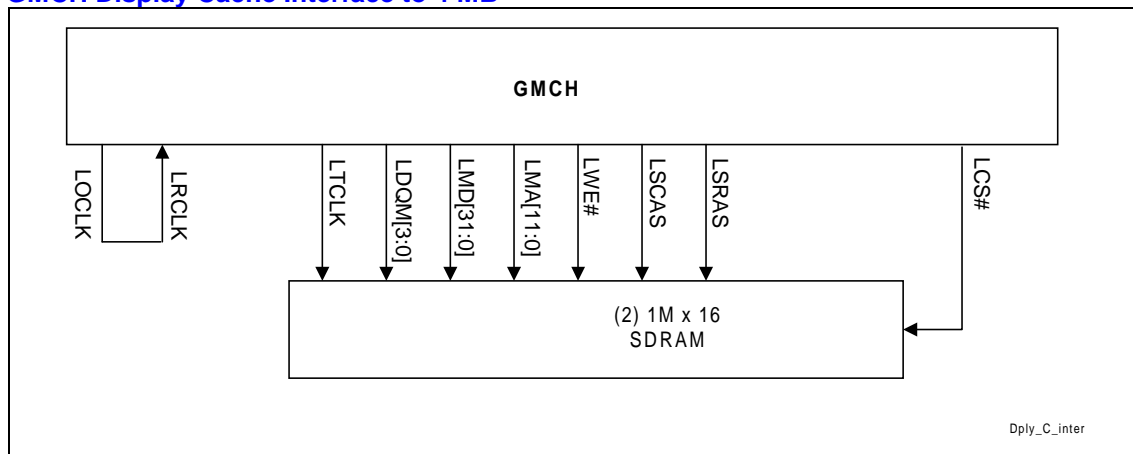 GMCH Display Cache Interface to 4 MB
GMCH
LOCLK
LRCLK
LTCLK
LDQM[3:0]
LMD[31:0]
LMA[11:0]
LWE#
LSCAS
LSRAS
LCS#
(2) 1M x 16
SDRAM
Dply_C_inter